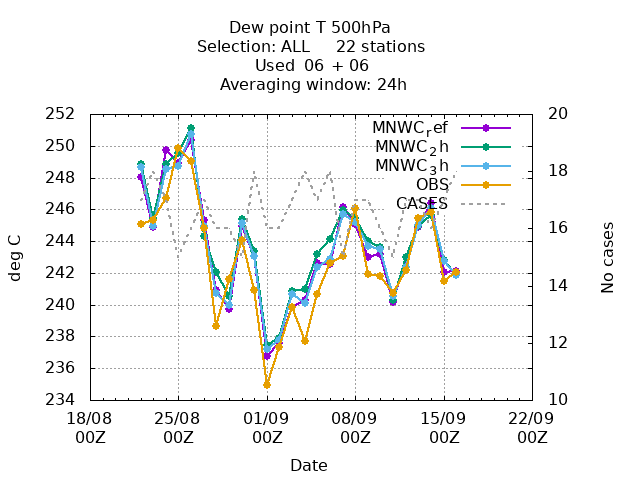 Dew point T 500hPa
Selection: ALL     22 stations
Used  06 + 06
Averaging window: 24h
252
250
248
246
244
242
240
238
236
234
20
18
16
14
12
10
deg C
No cases
MNWC_ref
MNWC_2h
MNWC_3h
OBS
CASES
18/08 25/08 01/09 08/09 15/09 22/09
00Z 00Z 00Z 00Z 00Z 00Z
Date